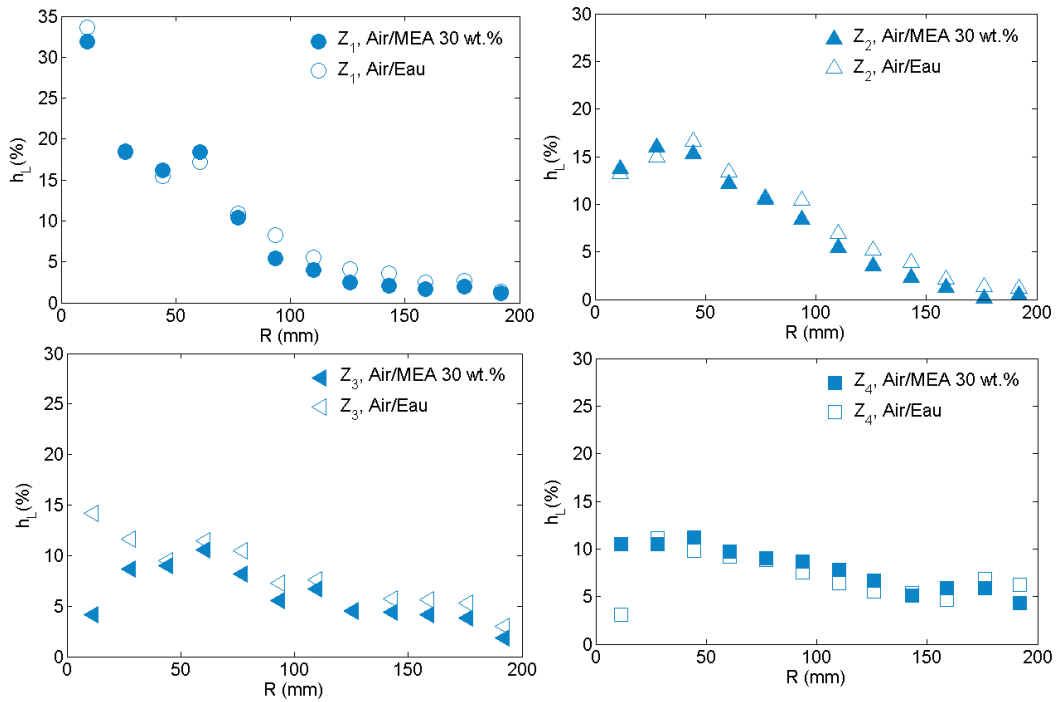 35
30
25
20
15
10
5
0
h_L(%)
0 50 100 150 200
R (mm)
Z_1, Air/MEA 30 wt.%
Z_1, Air/Eau
30
25
20
15
10
5
0
h_L(%)
0 50 100 150 200
R (mm)
Z_2, Air/MEA 30 wt.%
Z_2, Air/Eau
30
25
20
15
10
5
0
h_L(%)
0 50 100 150 200
R (mm)
Z_3, Air/MEA 30 wt.%
Z_3, Air/Eau
30
25
20
15
10
5
0
h_L(%)
0 50 100 150 200
R (mm)
Z_4, Air/MEA 30 wt.%
Z_4, Air/Eau